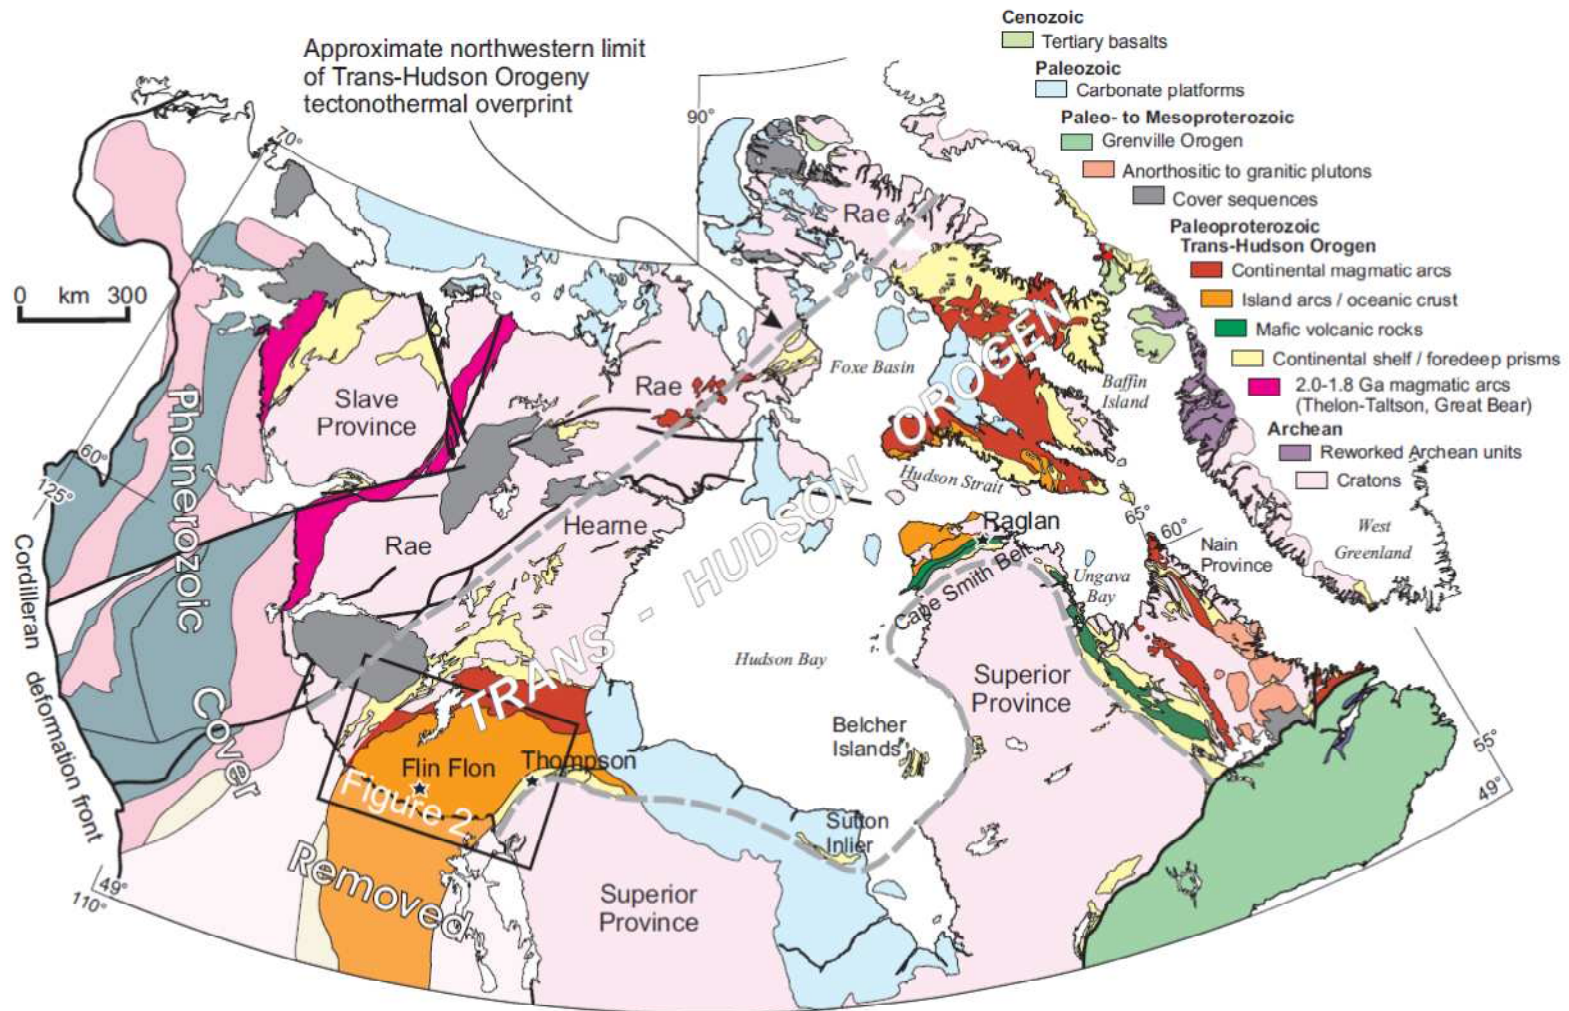 Approximate northwestern limit
of Trans-Hudson Orogeny
tectonothermal overprint
Cenozoic
Tertiary basalts
Paleozoic
Carbonate platforms
Paleo- to Mesoproterozoic
Grenville Orogen
Anorthositic to granitic plutons
Cover sequences
Paleoproterozoic
Trans-Hudson Orogen
Continental magmatic arcs
Island arcs / oceanic crust
Mafic volcanic rocks
Continental shelf / foredeep prisms
2.0-1.8 Ga magmatic arcs
(Thelon-Taltson, Great Bear)
Archean
Reworked Archean units
Cratons
90°
70°
0 km 300
Rae
Slave
Province
Rae
Foxe Basin
Baffin
Island
60°
125°
Hudson Strait
Hearne
Rae
Raglan
Cape Smith Belt
65°
60°
Nain
Province
West
Greenland
Ungava
Bay
TRANS - HUDSON OROGEN
Phanerozoic
Cover
Removed
Cordilleran deformation front
Hudson Bay
Superior
Province
Belcher
Islands
Flin Flon
Thompson
Figure 2
Sutton
Inlier
Superior
Province
55°
49°
49°
110°